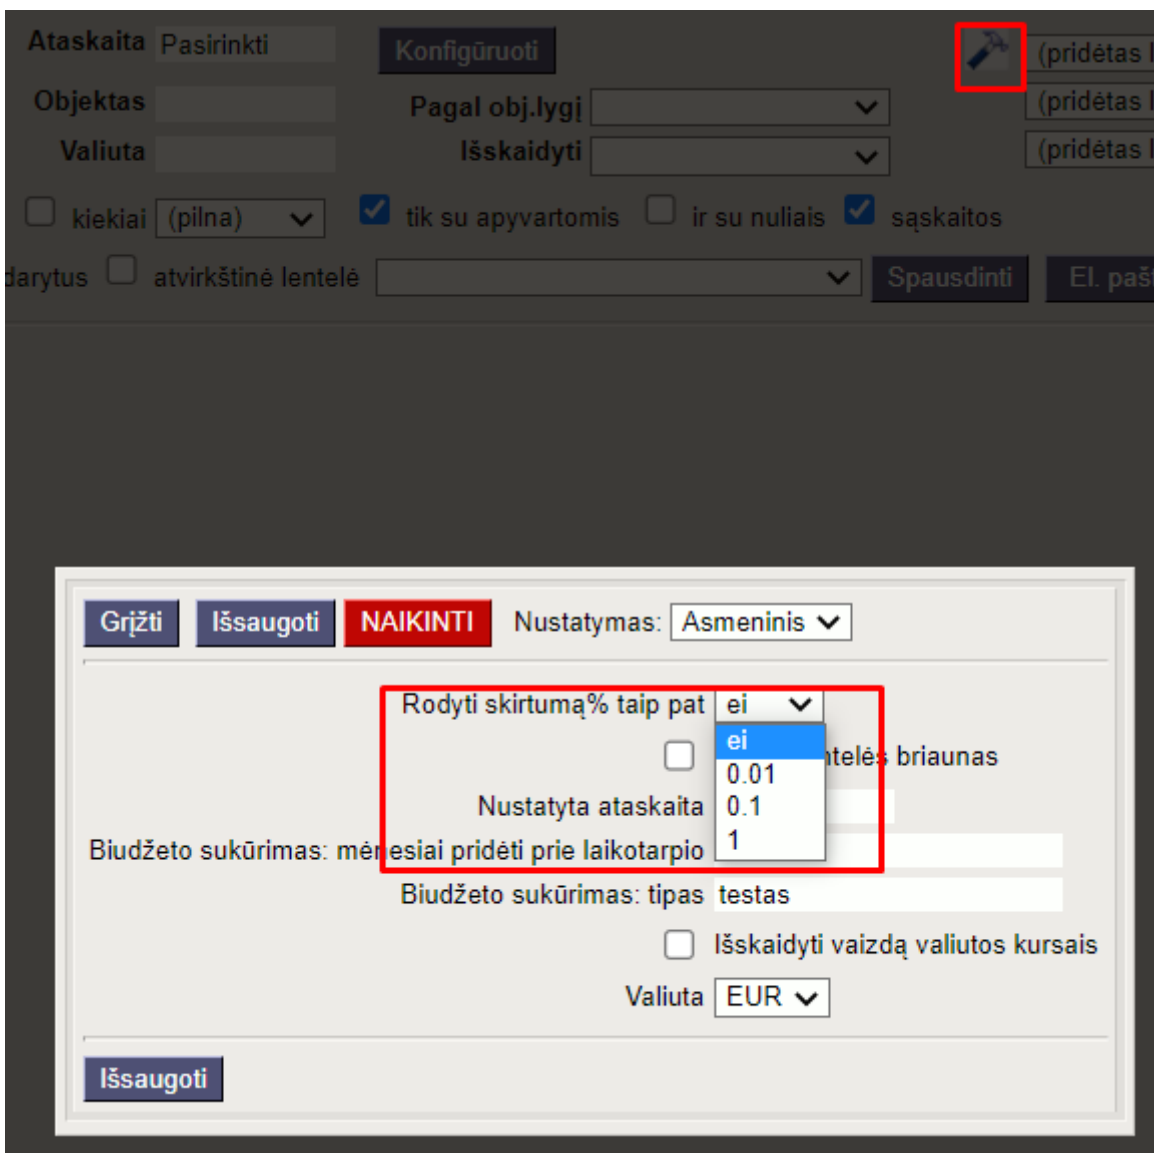 Ataskaita Pasirinkti Konfigūruoti (pridėtas
Objektas Pagal obj.lygį (pridėtas
Valiuta Išskaidyti (pridėtas
kiekiai (pilna) tik su apyvartomis ir su nuliais sąskaitos
darytus atvirkštinė lentelė Spausdinti El. pašt
Grįžti Išsaugoti NAIKINTI Nustatymas: Asmeninis
Rodyti skirtumą% taip pat ei
ei
ntelės briaunas
0.01
Nustatyta ataskaita 0.1
Biudžeto sukūrimas: mėnesiai pridėti prie laikotarpio 1
Biudžeto sukūrimas: tipas testas
Išskaidyti vaizdą valiutos kursais
Valiuta EUR
Išsaugoti